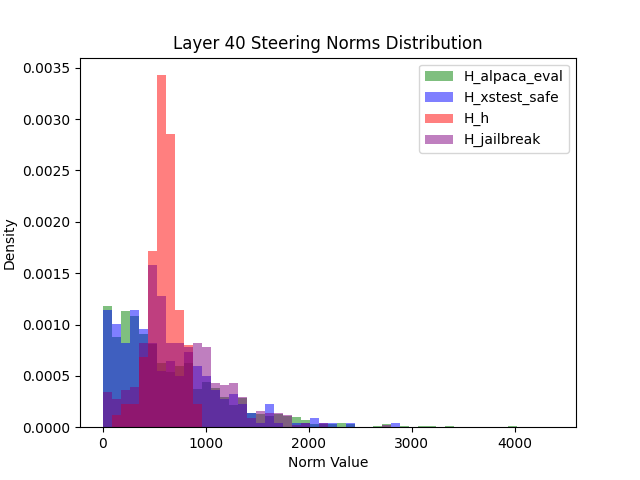 Layer 40 Steering Norms Distribution
H_alpaca_eval
H_xstest_safe
H_h
H_jailbreak
Density
0.0035
0.0030
0.0025
0.0020
0.0015
0.0010
0.0005
0.0000
0 1000 2000 3000 4000
Norm Value